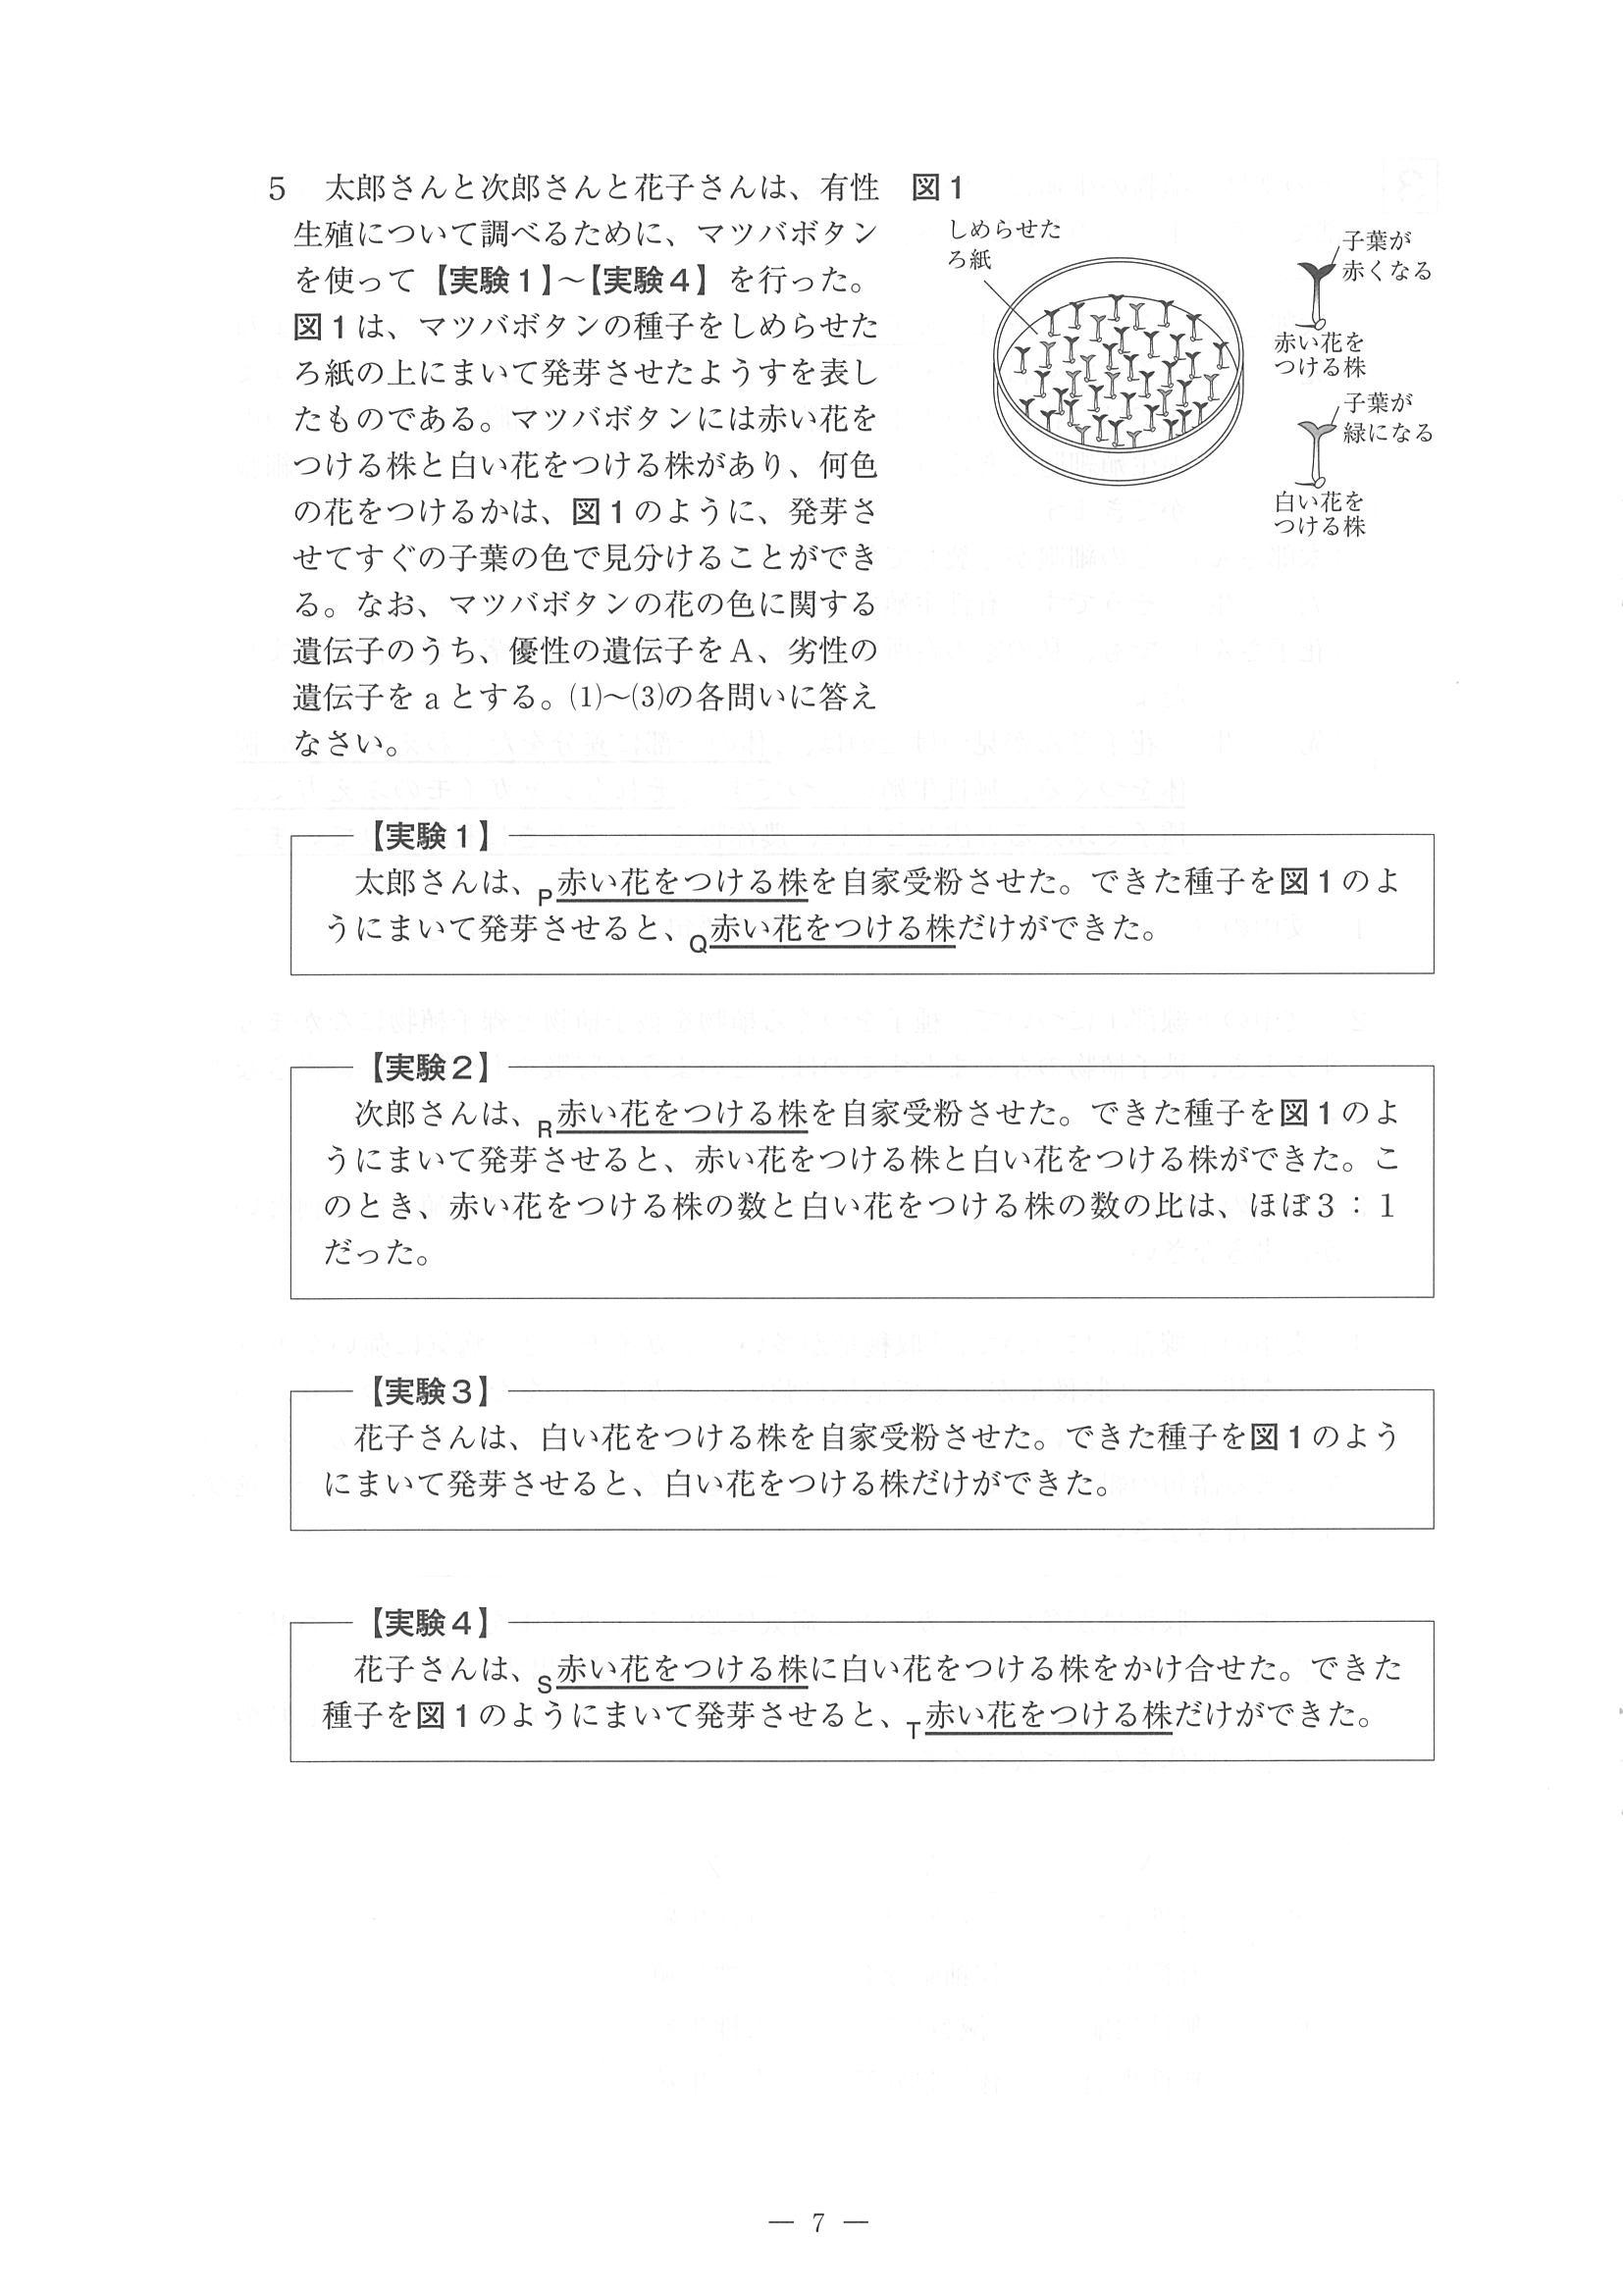 5　太郎さんと次郎さんと花子さんは、有性
生殖について調べるために、マツバボタン
を使って【実験１】～【実験４】を行った。
図１は、マツバボタンの種子をしめらせた
ろ紙の上にまいて発芽させたようすを表し
たものである。マツバボタンには赤い花を
つける株と白い花をつける株があり、何色
の花をつけるかは、図１のように、発芽さ
せてすぐの子葉の色で見分けることができ
る。なお、マツバボタンの花の色に関する
遺伝子のうち、優性の遺伝子をＡ、劣性の
遺伝子をａとする。⑴～⑶の各問いに答え
なさい。
図１
しめらせた
ろ紙
子葉が
赤くなる
赤い花を
つける株
子葉が
緑になる
白い花を
つける株
【実験１】
太郎さんは、P赤い花をつける株を自家受粉させた。できた種子を図１のよ
うにまいて発芽させると、Q赤い花をつける株だけができた。
【実験２】
次郎さんは、R赤い花をつける株を自家受粉させた。できた種子を図１のよ
うにまいて発芽させると、赤い花をつける株と白い花をつける株ができた。こ
のとき、赤い花をつける株の数と白い花をつける株の数の比は、ほぼ３：１
だった。
【実験３】
花子さんは、白い花をつける株を自家受粉させた。できた種子を図１のよう
にまいて発芽させると、白い花をつける株だけができた。
【実験４】
花子さんは、S赤い花をつける株に白い花をつける株をかけ合せた。できた
種子を図１のようにまいて発芽させると、T赤い花をつける株だけができた。
— 7 —